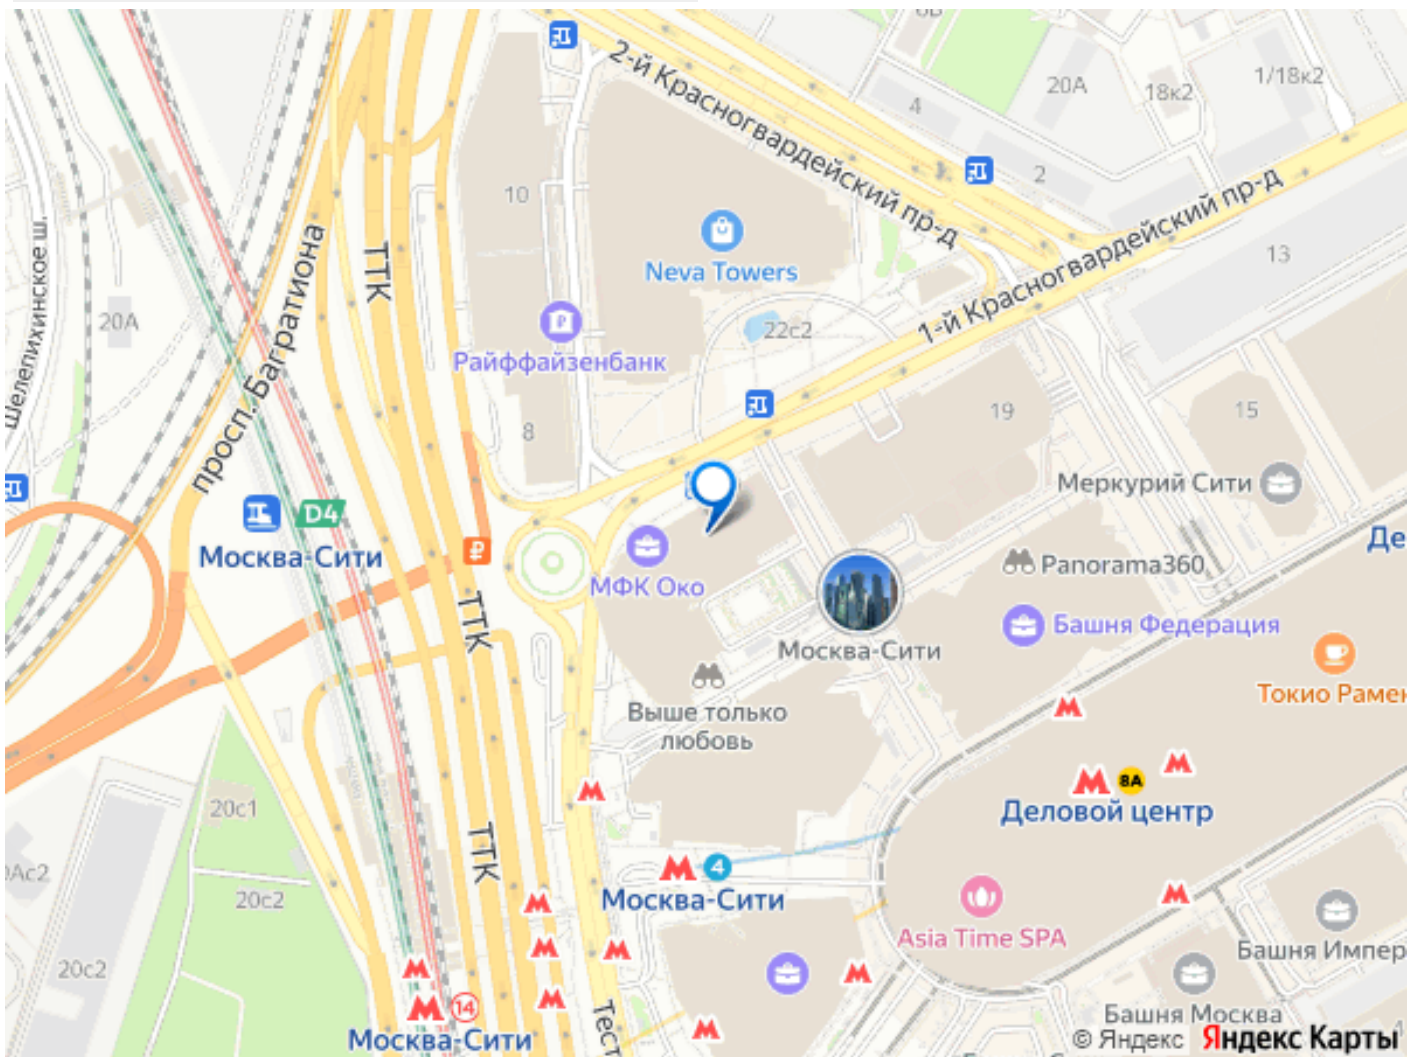 6В
2-й Красногвардейский пр-д
1/18к2
20А
18к2
4
2
10
1-й Красногвардейский пр-д
13
Шелепихинское ш.
просп. Багратиона
ТТК
Neva Towers
20А
22с2
Райффайзенбанк
8
19
15
Меркурий Сити
D4
Москва-Сити
Де
МФК Око
Panorama360
Башня Федерация
ТТК
Москва-Сити
Токио Рамен
Выше только
любовь
8А
Деловой центр
20с1
ТТК
4
Москва-Сити
20с2
Asia Time SPA
Башня Импер
20с2
14
Москва-Сити
Тест
Башня Москва
© Яндекс Яндекс Карты